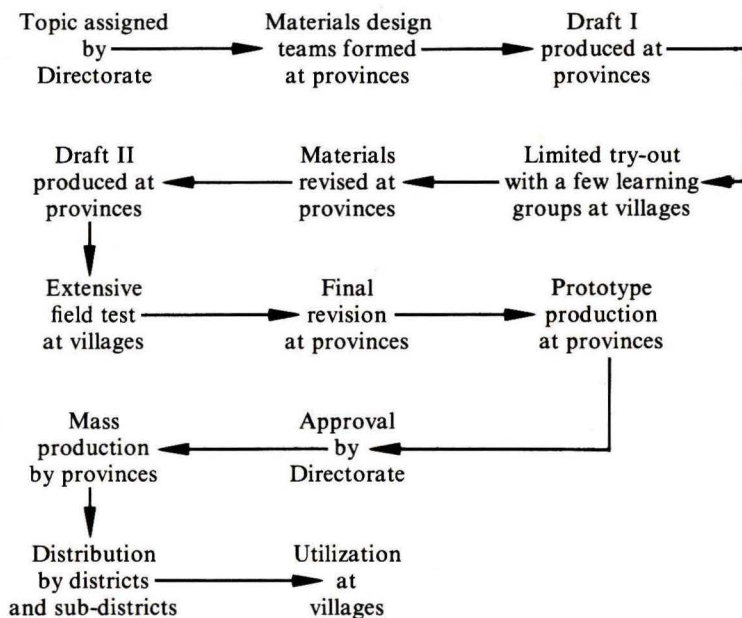 Topic assigned
by
Directorate
Materials design
teams formed
at provinces
Draft I
produced at
provinces
Limited try-out
with a few learning
groups at villages
Materials
revised at
provinces
Draft II
produced at
provinces
Extensive
field test
at villages
Final
revision
at provinces
Prototype
production
at provinces
Approval
by
Directorate
Mass
production
by provinces
Distribution
by districts
and sub-districts
Utilization
at
villages